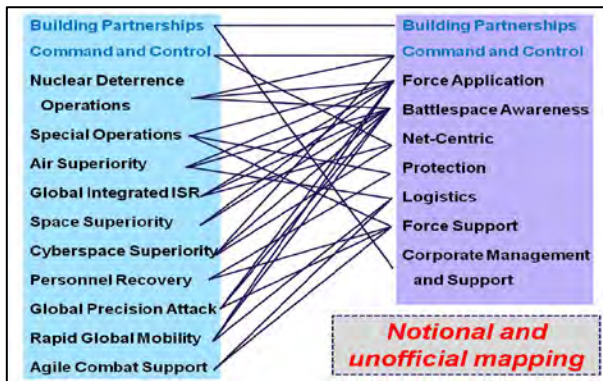 Building Partnerships
Command and Control
Nuclear Deterrence
Operations
Special Operations
Air Superiority
Global Integrated ISR
Space Superiority
Cyberspace Superiority
Personnel Recovery
Global Precision Attack
Rapid Global Mobility
Agile Combat Support
Building Partnerships
Command and Control
Force Application
Battlespace Awareness
Net-Centric
Protection
Logistics
Force Support
Corporate Management
and Support
Notional and
unofficial mapping